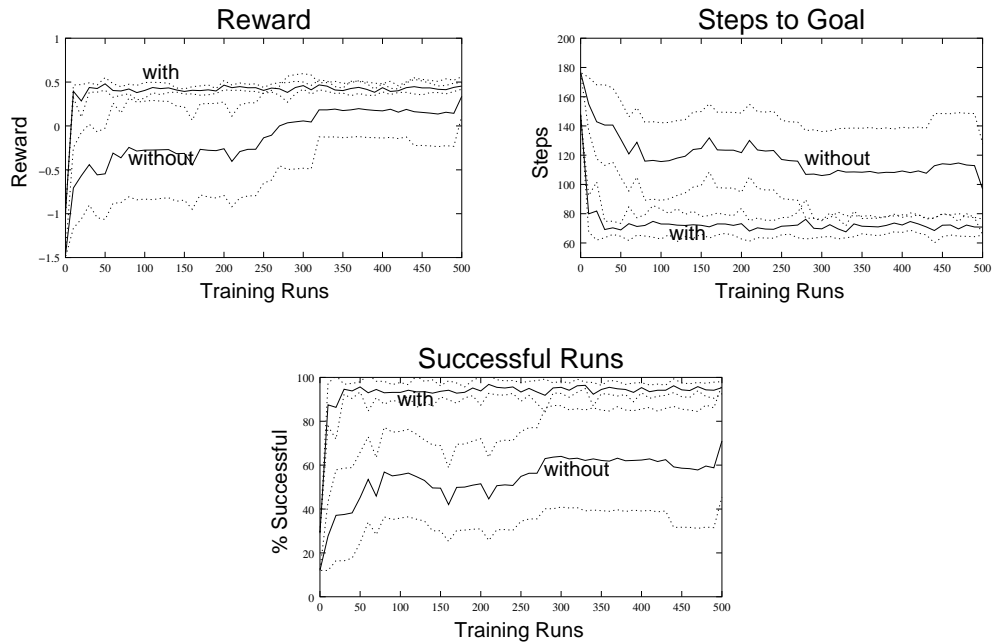 Reward
1
0.5
0
-0.5
-1
-1.5
Reward
with
without
0 50 100 150 200 250 300 350 400 450 500
Training Runs
Steps to Goal
200
180
160
140
120
100
80
60
Steps
without
with
0 50 100 150 200 250 300 350 400 450 500
Training Runs
Successful Runs
100
80
60
40
20
0
% Successful
with
without
0 50 100 150 200 250 300 350 400 450 500
Training Runs